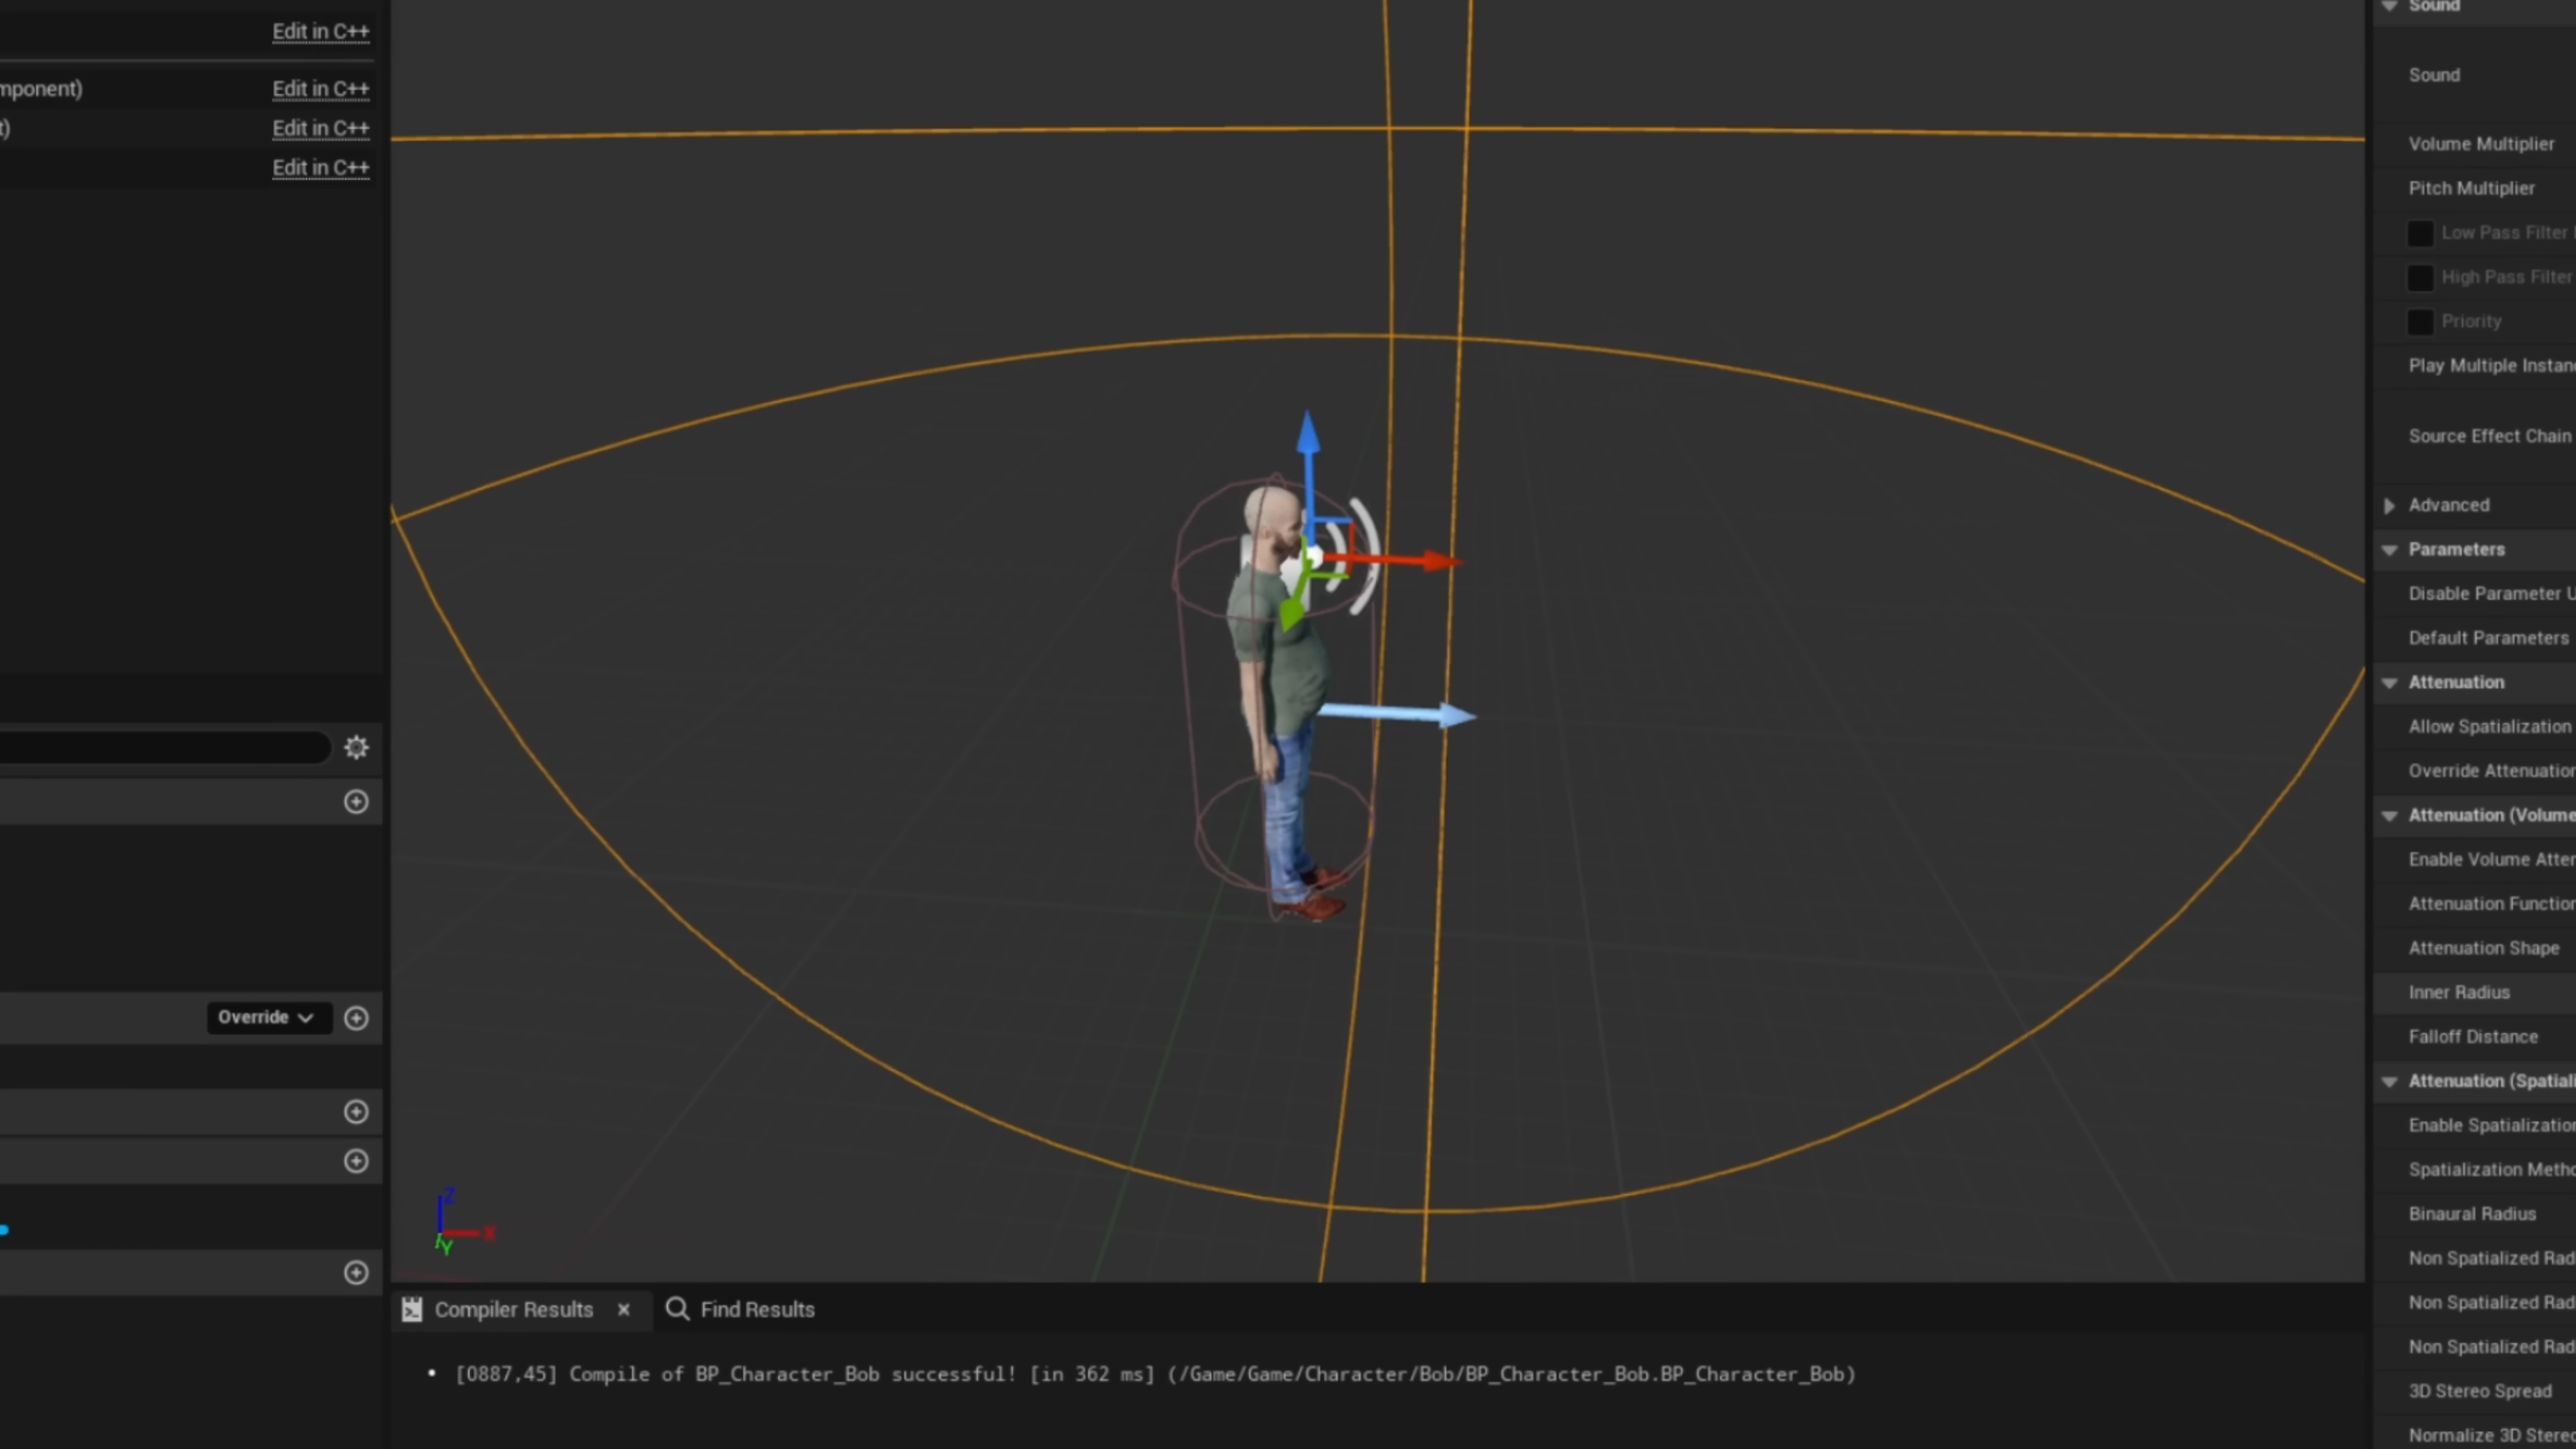 Edit in C++
mponent) Edit in C++
t) Edit in C++
Edit in C++
Override
Z
X
Y
Compiler Results × Find Results
• [0887,45] Compile of BP_Character_Bob successful! [in 362 ms] (/Game/Game/Character/Bob/BP_Character_Bob.BP_Character_Bob)
Sound
Sound
Volume Multiplier
Pitch Multiplier
Low Pass Filter
High Pass Filter
Priority
Play Multiple Instan
Source Effect Chain
Advanced
Parameters
Disable Parameter U
Default Parameters
Attenuation
Allow Spatialization
Override Attenuation
Attenuation (Volume
Enable Volume Atten
Attenuation Function
Attenuation Shape
Inner Radius
Falloff Distance
Attenuation (Spatiali
Enable Spatialization
Spatialization Metho
Binaural Radius
Non Spatialized Rad
Non Spatialized Rad
Non Spatialized Rad
3D Stereo Spread
Normalize 3D Stereo